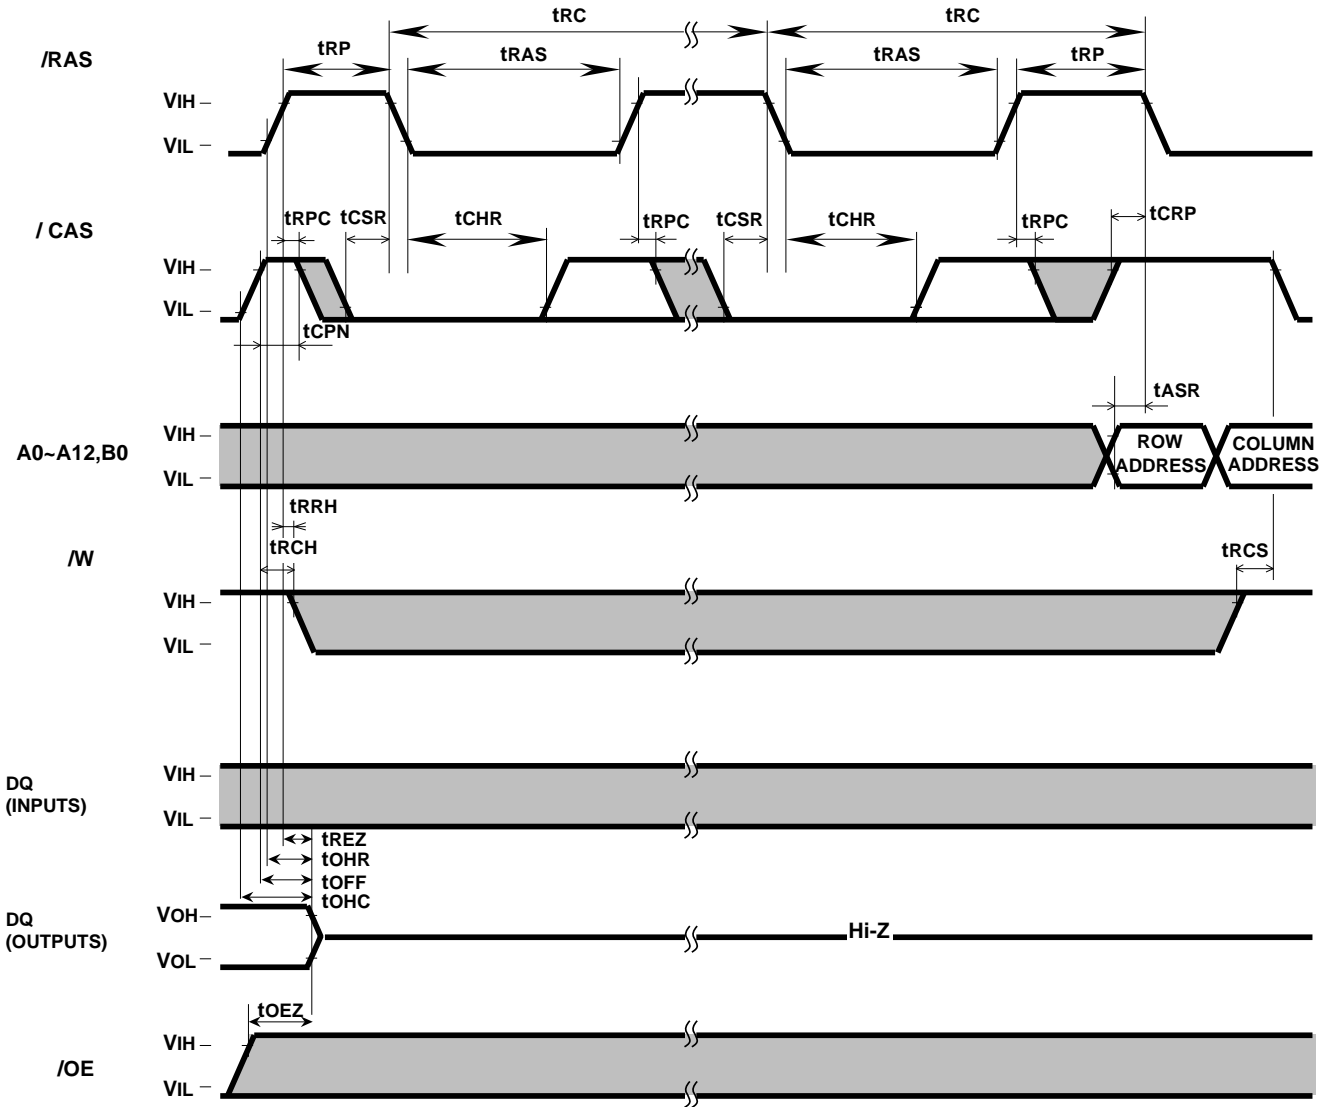 tRC tRC
/RAS tRP tRAS tRAS tRP
VIH
VIL
/ CAS tRPC tCSR tCHR tRPC tCSR tCHR tRPC tCRP
VIH
VIL
tCPN
tASR
A0~A12,B0 VIH ROW COLUMN
ADDRESS ADDRESS
VIL
tRRH
/W tRCH tRCS
VIH
VIL
DQ VIH
(INPUTS)
VIL
tREZ
tOHR
tOFF
tOHC
DQ VOH
(OUTPUTS) Hi-Z
VOL
tOEZ
/OE VIH
VIL